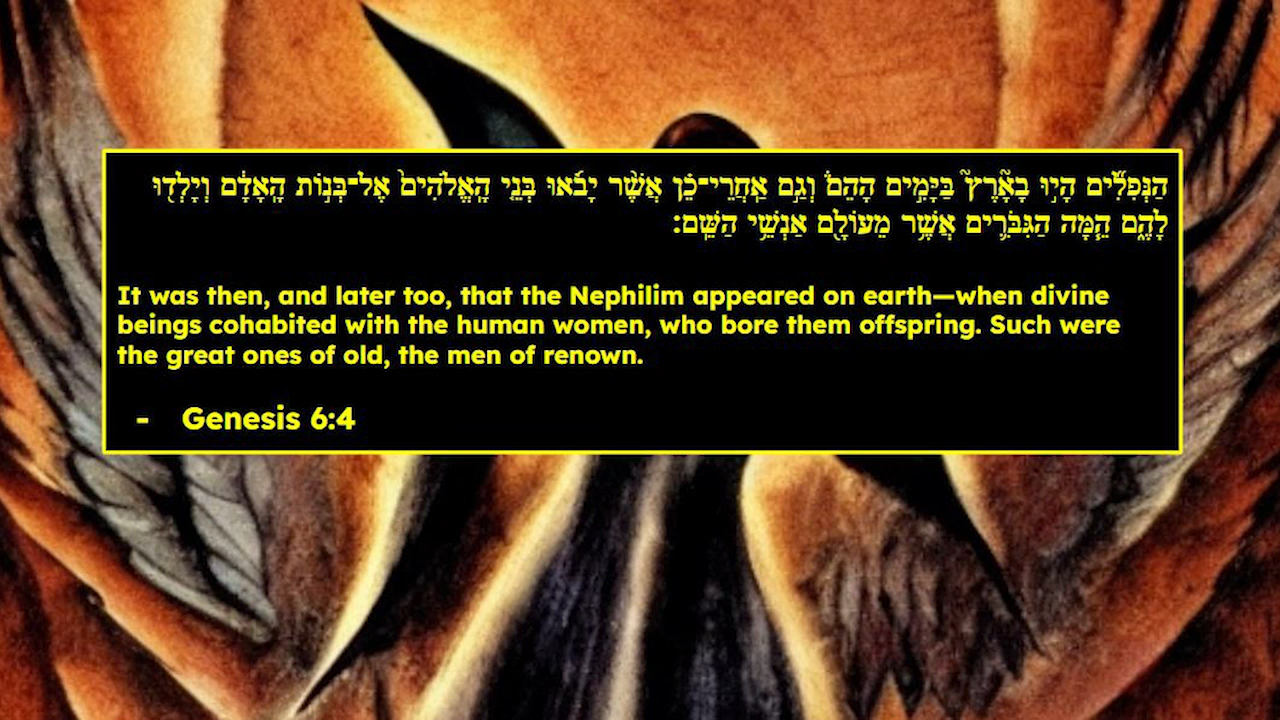 הַנְּפִלִ֞ים הָי֣וּ בָאָ֘רֶץ֮ בַּיָּמִ֣ים הָהֵם֒ וְגַ֣ם אַֽחֲרֵי־כֵ֗ן אֲשֶׁ֨ר יָבֹ֜אוּ בְּנֵ֤י הָֽאֱלֹהִים֙ אֶל־בְּנ֣וֹת הָֽאָדָ֔ם וְיָלְד֖וּ
לָהֶ֑ם הֵ֧מָּה הַגִּבֹּרִ֛ים אֲשֶׁ֥ר מֵעוֹלָ֖ם אַנְשֵׁ֥י הַשֵּֽׁם׃
It was then, and later too, that the Nephilim appeared on earth—when divine
beings cohabited with the human women, who bore them offspring. Such were
the great ones of old, the men of renown.
- Genesis 6:4